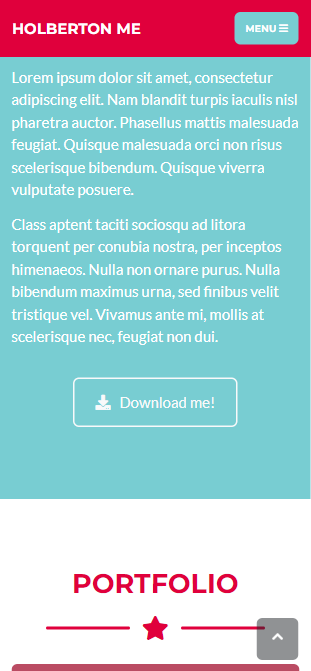 HOLBERTON ME
MENU
Lorem ipsum dolor sit amet, consectetur
adipiscing elit. Nam blandit turpis iaculis nisl
pharetra auctor. Phasellus mattis malesuada
feugiat. Quisque malesuada orci non risus
scelerisque bibendum. Quisque viverra
vulputate posuere.
Class aptent taciti sociosqu ad litora
torquent per conubia nostra, per inceptos
himenaeos. Nulla non ornare purus. Nulla
bibendum maximus urna, sed finibus velit
tristique vel. Vivamus ante mi, mollis at
scelerisque nec, feugiat non dui.
Download me!
PORTFOLIO